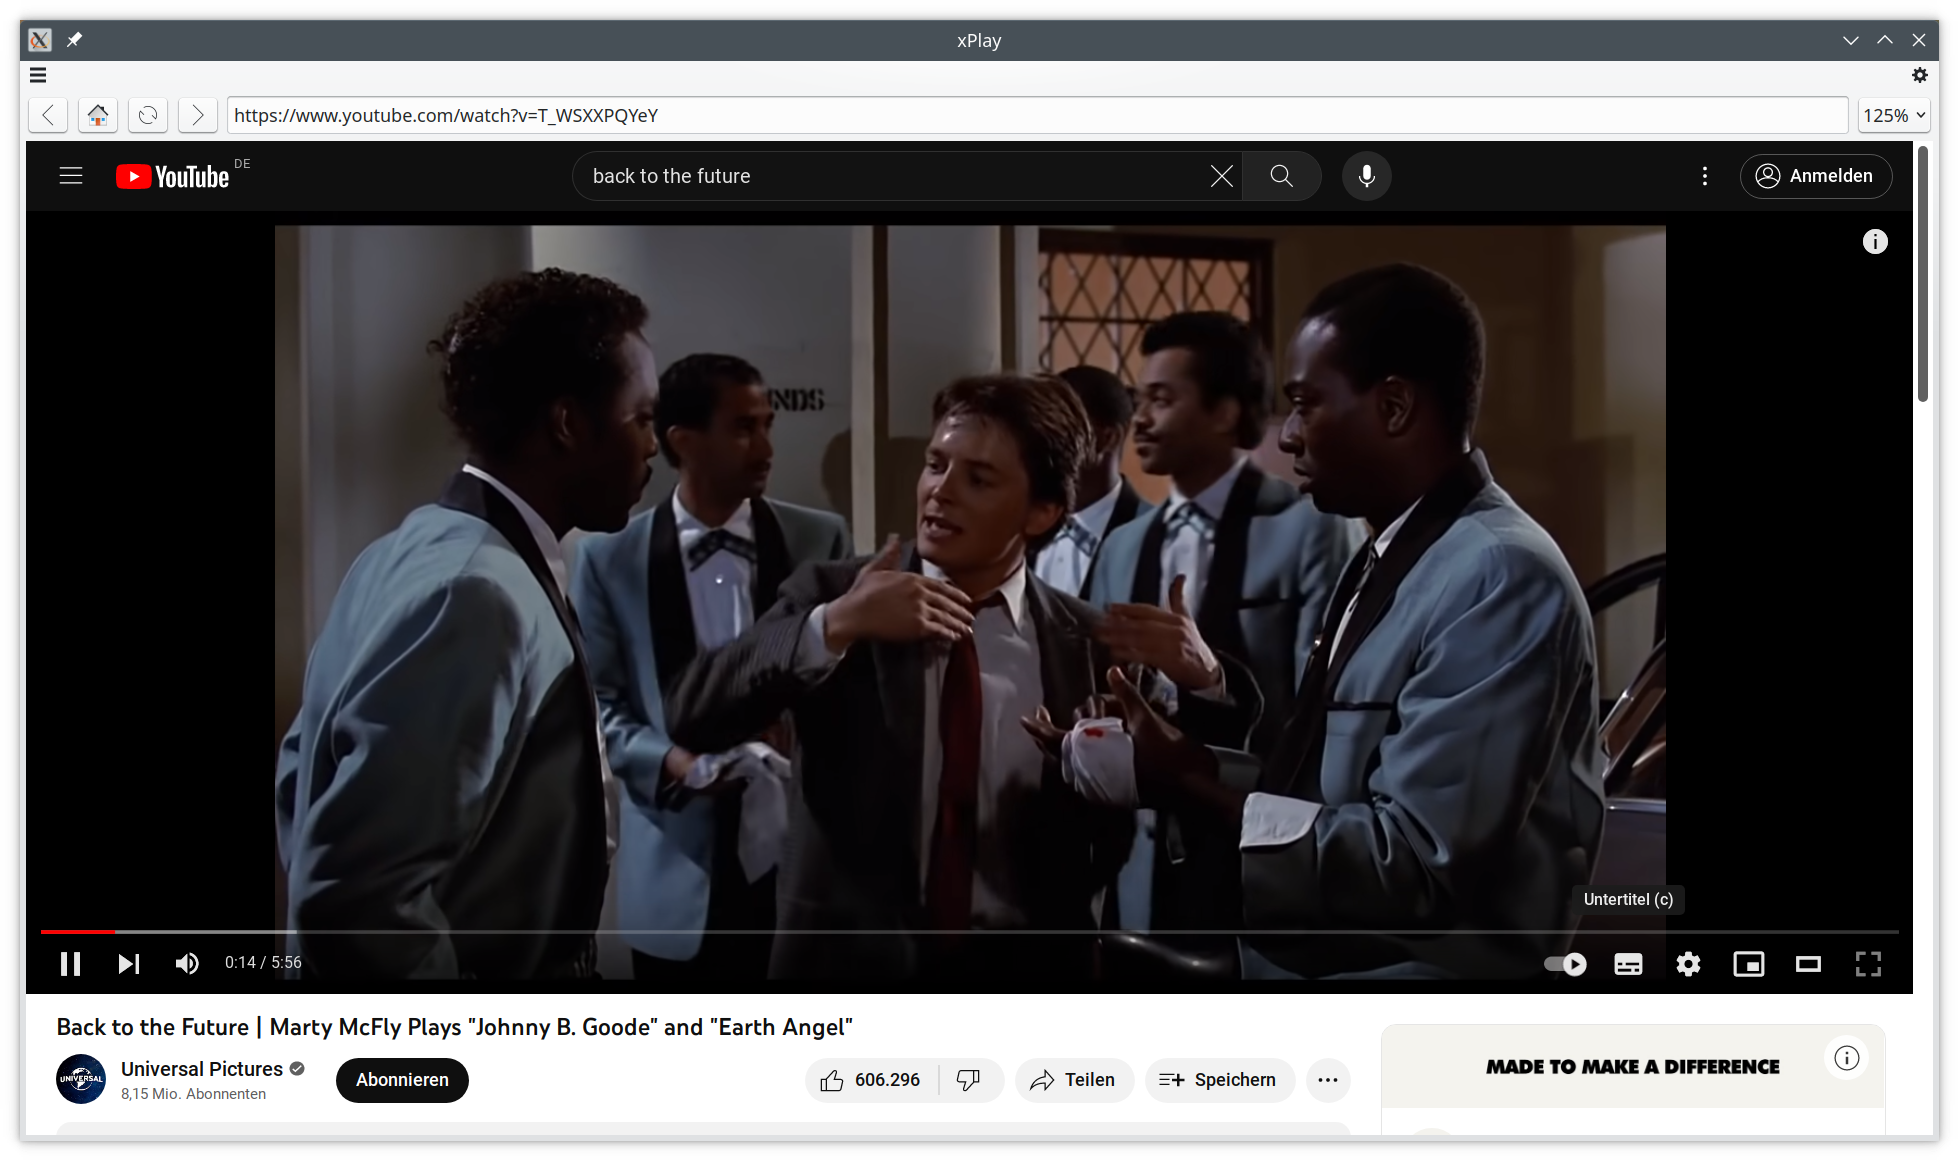 xPlay
https://www.youtube.com/watch?v=T_WSXXPQYeY
125%
YouTube DE
back to the future
Anmelden
NDS
Untertitel (c)
0:14 / 5:56
Back to the Future | Marty McFly Plays "Johnny B. Goode" and "Earth Angel"
UNIVERSAL
Universal Pictures
8,15 Mio. Abonnenten
Abonnieren
606.296
Teilen
Speichern
MADE TO MAKE A DIFFERENCE